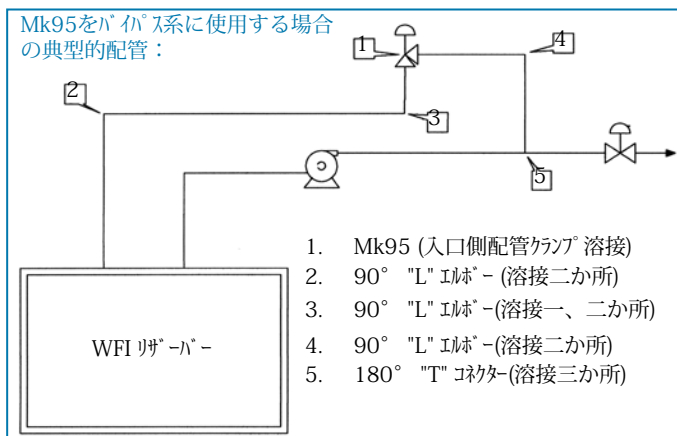 Mk95をﾊﾞｲﾊﾟｽ系に使用する場合
の典型的配管：
1
4
2
3
5
1. Mk95 (入口側配管ｸﾗﾝﾌﾟ溶接)
2. 90° "L" ｴﾙﾎﾞｰ (溶接二か所)
3. 90° "L" ｴﾙﾎﾞｰ(溶接一、二か所)
WFI ﾘｻﾞｰﾊﾞｰ
4. 90° "L" ｴﾙﾎﾞｰ(溶接二か所)
5. 180° "T" ｺﾈｸﾀｰ(溶接三か所)